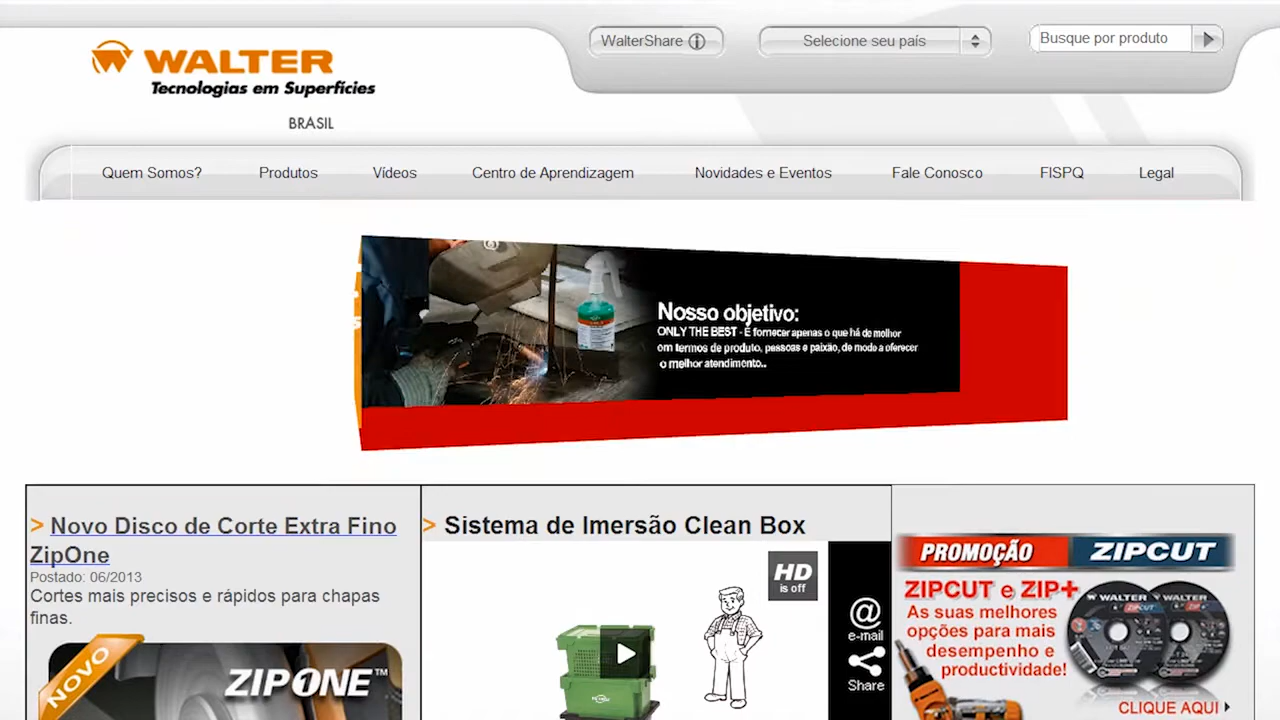 WALTER
Tecnologias em Superfícies
BRASIL
WalterShare
Selecione seu país
Busque por produto
Quem Somos?
Produtos
Vídeos
Centro de Aprendizagem
Novidades e Eventos
Fale Conosco
FISPQ
Legal
Nosso objetivo:
ONLY THE BEST - É fornecer apenas o que há de melhor
em termos de produto, pessoas e paixão, de modo a oferecer
o melhor atendimento..
> Novo Disco de Corte Extra Fino
ZipOne
Postado: 06/2013
Cortes mais precisos e rápidos para chapas
finas.
NOVO
ZIPONE™
> Sistema de Imersão Clean Box
HD
is off
@
e-mail
Share
PROMOÇÃO
ZIPCUT
ZIPCUT e ZIP+
As suas melhores
opções para mais
desempenho e
productividade!
WALTER
WALTER
ZIPCUT
CLIQUE AQUI